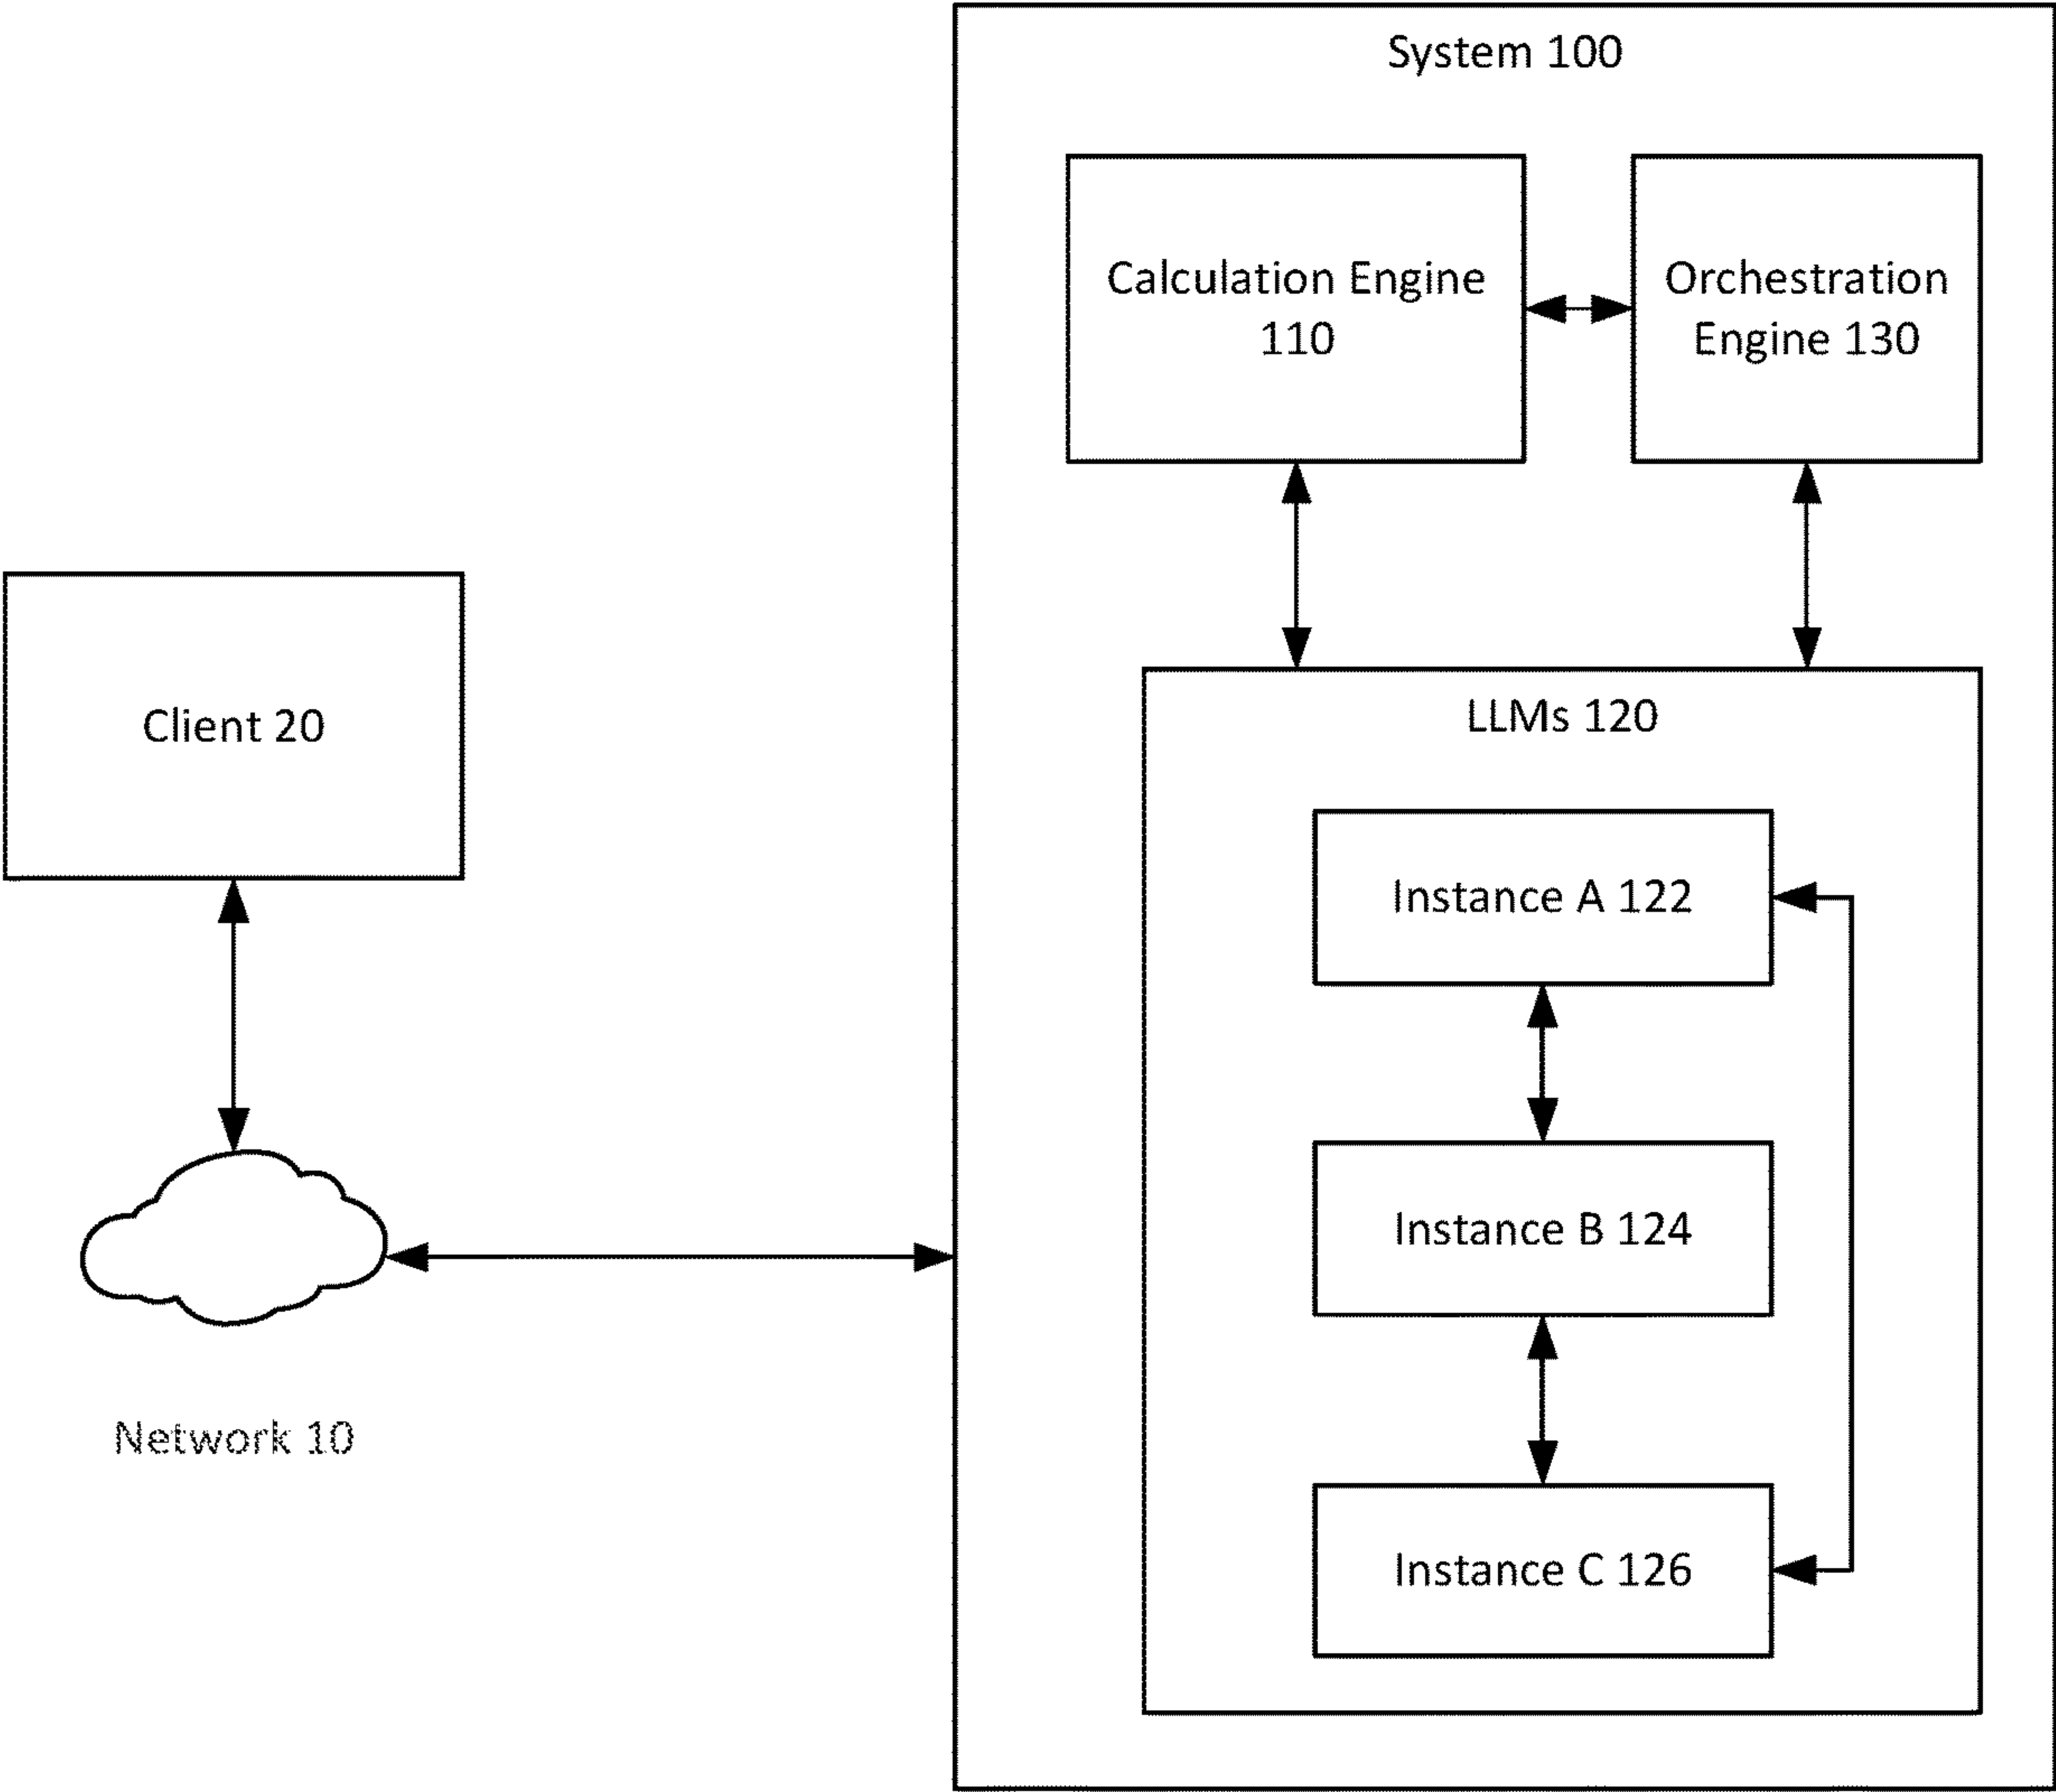 System 100
Calculation Engine
110
Orchestration
Engine 130
Client 20
LLMs 120
Instance A 122
Instance B 124
Network 10
Instance C 126